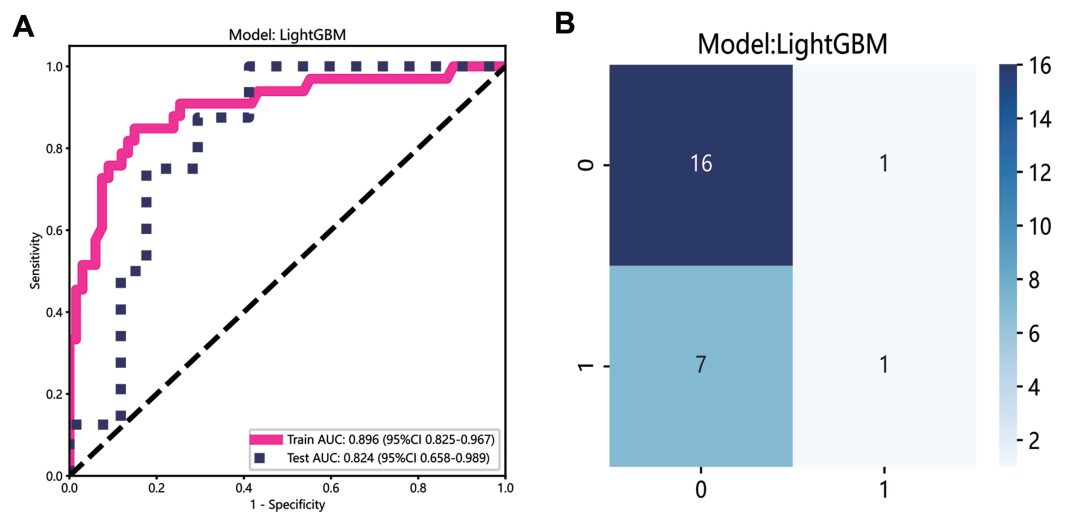 A
Model: LightGBM
1.0
0.8
0.6
0.4
0.2
0.0
Sensitivity
0.0 0.2 0.4 0.6 0.8 1.0
1 - Specificity
Train AUC: 0.896 (95%CI 0.825-0.967)
Test AUC: 0.824 (95%CI 0.658-0.989)
B
Model:LightGBM
0
1
16 1
7 1
0 1
16
14
12
10
8
6
4
2